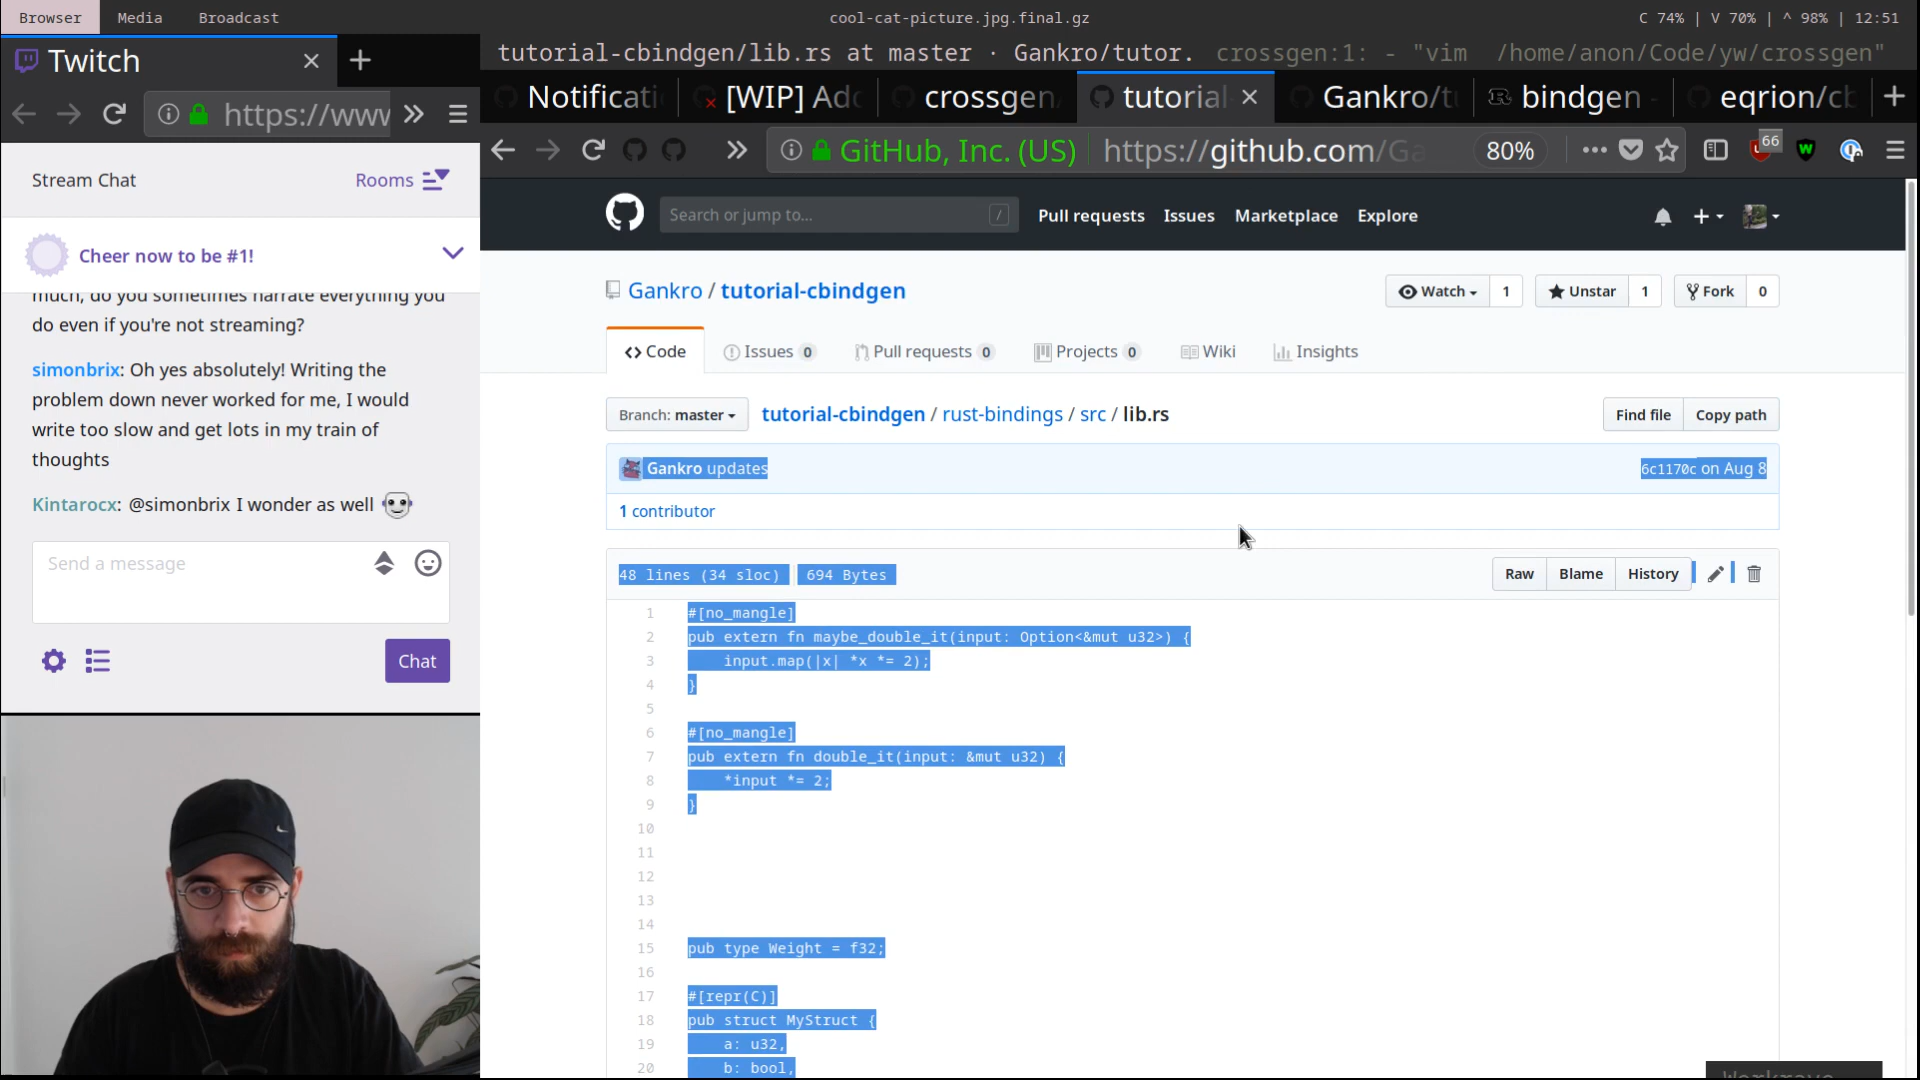 Browser Media Broadcast
cool-cat-picture.jpg.final.gz
C 74% | V 70% | ^ 98% | 12:51
Twitch
https://www
Stream Chat
Rooms
Cheer now to be #1!
much, do you sometimes narrate everything you
do even if you're not streaming?
simonbrix: Oh yes absolutely! Writing the
problem down never worked for me, I would
write too slow and get lots in my train of
thoughts
Kintarocx: @simonbrix I wonder as well
Send a message
Chat
tutorial-cbindgen/lib.rs at master · Gankro/tutor.
crossgen:1: - "vim /home/anon/Code/yw/crossgen"
Notificati
[WIP] Add
crossgen
tutorial
Gankro/t
bindgen
eqrion/cb
GitHub, Inc. (US)
https://github.com/Ga
80%
66
Search or jump to...
/
Pull requests Issues Marketplace Explore
Gankro / tutorial-cbindgen
Watch 1
Unstar 1
Fork 0
Code
Issues 0
Pull requests 0
Projects 0
Wiki
Insights
Branch: master
tutorial-cbindgen / rust-bindings / src / lib.rs
Find file Copy path
Gankro updates
6c1170c on Aug 8
1 contributor
48 lines (34 sloc) 694 Bytes
Raw Blame History
1 #[no_mangle]
2 pub extern fn maybe_double_it(input: Option<&mut u32>) {
3 input.map(|x| *x *= 2);
4 }
5
6 #[no_mangle]
7 pub extern fn double_it(input: &mut u32) {
8 *input *= 2;
9 }
10
11
12
13
14
15 pub type Weight = f32;
16
17 #[repr(C)]
18 pub struct MyStruct {
19 a: u32,
20 b: bool,